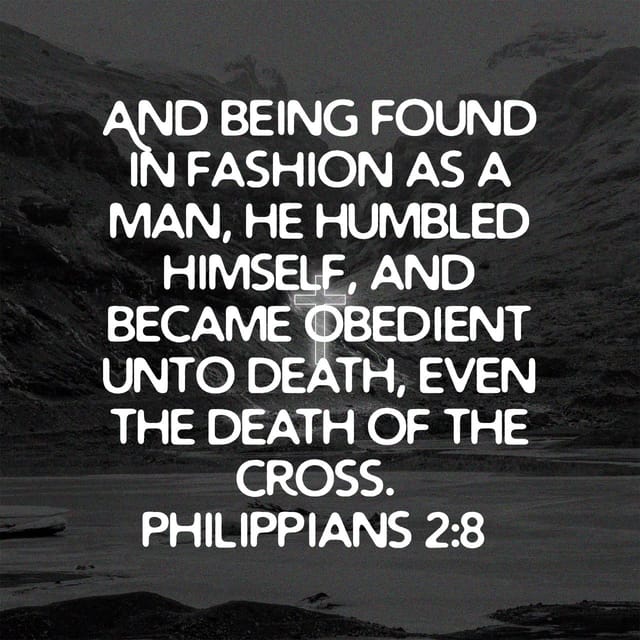 AND BEING FOUND
IN FASHION AS A
MAN, HE HUMBLED
HIMSELF, AND
BECAME OBEDIENT
UNTO DEATH, EVEN
THE DEATH OF THE
CROSS.
PHILIPPIANS 2:8